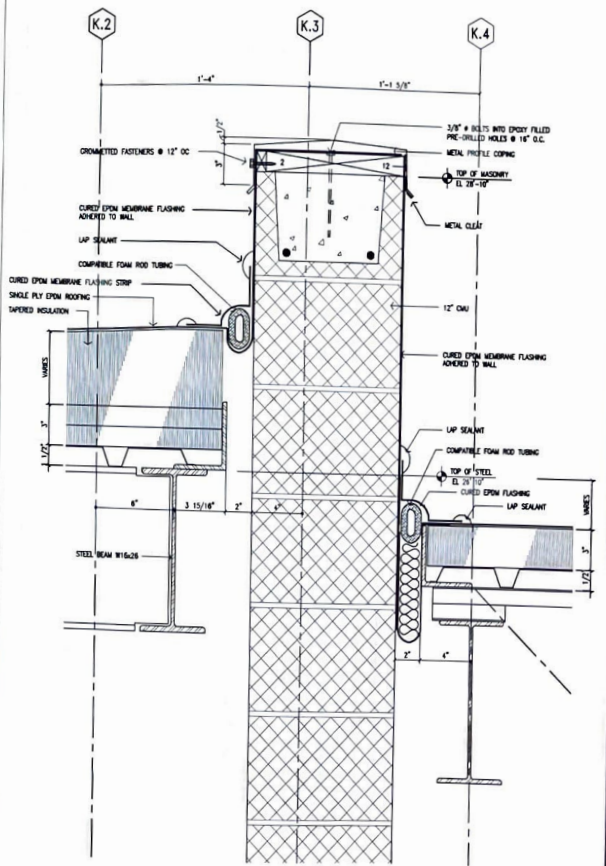 K.2
K.3
K.4
1'-4"
1'-1 5/8"
1/2"
3"
3/8" ø BOLTS INTO EPOXY FILLED
PRE-DRILLED HOLES @ 16" O.C.
GROMMETTED FASTENERS @ 12" OC
METAL PROFILE COPING
2
12
TOP OF MASONRY
EL 28'-10"
CURED EPDM MEMBRANE FLASHING
ADHERED TO WALL
METAL CLEAT
LAP SEALANT
COMPATIBLE FOAM ROD TUBING
CURED EPDM MEMBRANE FLASHING STRIP
SINGLE PLY EPDM ROOFING
TAPERED INSULATION
12" CMU
VARIES
3"
1/2"
CURED EPDM MEMBRANE FLASHING
ADHERED TO WALL
LAP SEALANT
COMPATIBLE FOAM ROD TUBING
TOP OF STEEL
EL 26'10"
CURED EPDM FLASHING
LAP SEALANT
VARIES
3"
1/2"
6"
3 15/16"
2"
STEEL BEAM W16x26
2"
4"